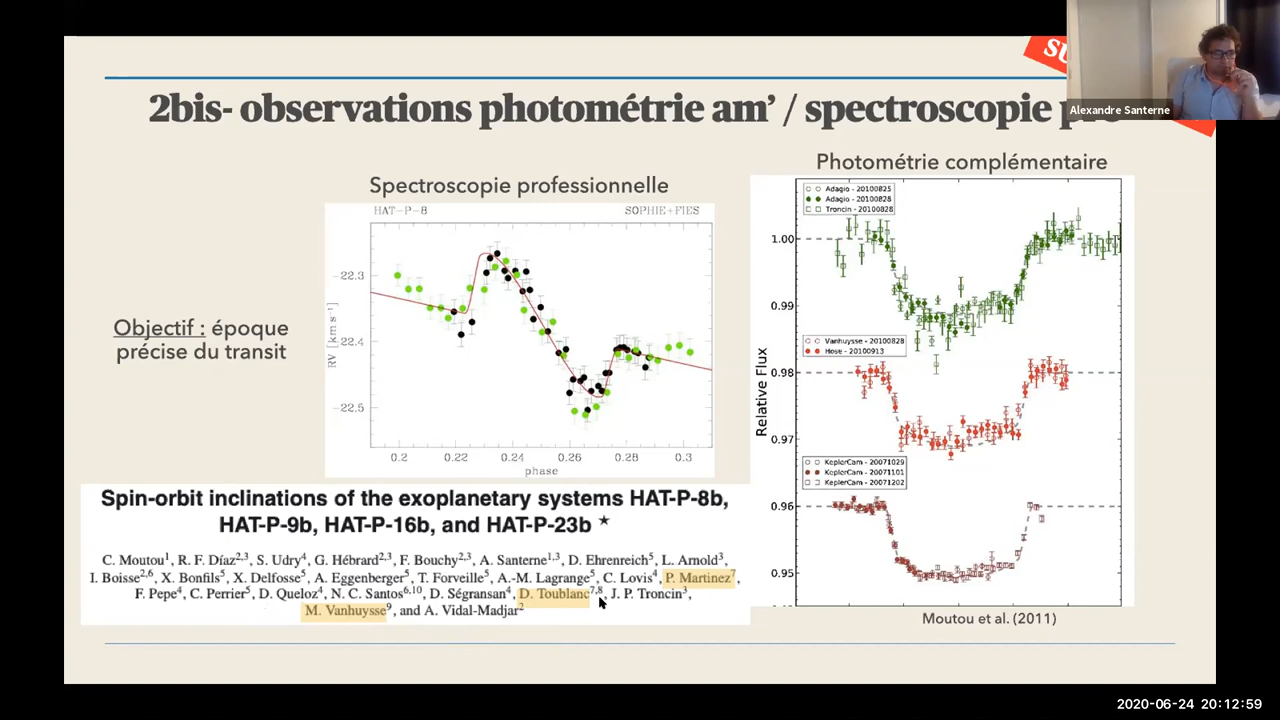 SU
Alexandre Santerne
2bis- observations photométrie am’ / spectroscopie
Spectroscopie professionnelle
Photométrie complémentaire
Objectif : époque
précise du transit
HAT-P-8 SOPHIE+FIES
-22.3
-22.4
-22.5
RV [km s⁻¹]
0.2 0.22 0.24 0.26 0.28 0.3
phase
Adagio - 20100825
Adagio - 20100828
Troncin - 20100828
1.00
0.99
Vanhuysse - 20100828
Hose - 20100913
0.98
0.97
KeplerCam - 20071029
KeplerCam - 20071101
KeplerCam - 20071202
0.96
0.95
Relative Flux
Spin-orbit inclinations of the exoplanetary systems HAT-P-8b,
HAT-P-9b, HAT-P-16b, and HAT-P-23b ★
C. Moutou¹, R. F. Díaz²,³, S. Udry⁴, G. Hébrard²,³, F. Bouchy²,³, A. Santerne¹,³, D. Ehrenreich⁵, L. Arnold³,
I. Boisse²,⁶, X. Bonfils⁵, X. Delfosse⁵, A. Eggenberger⁵, T. Forveille⁵, A.-M. Lagrange⁵, C. Lovis⁴, P. Martinez⁷,
F. Pepe⁴, C. Perrier⁵, D. Queloz⁴, N. C. Santos⁶,¹⁰, D. Ségransan⁴, D. Toublanc⁷,⁸, J. P. Troncin³,
M. Vanhuysse⁹, and A. Vidal-Madjar²
Moutou et al. (2011)
2020-06-24 20:12:59